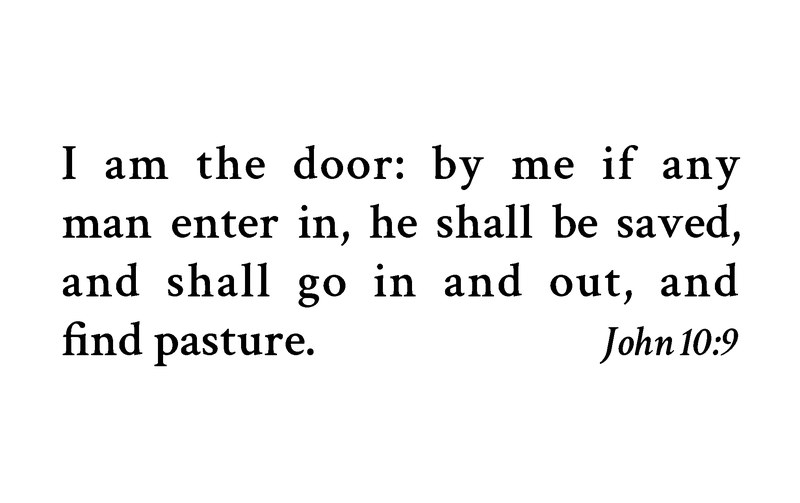 I am the door: by me if any
man enter in, he shall be saved,
and shall go in and out, and
find pasture. John 10:9